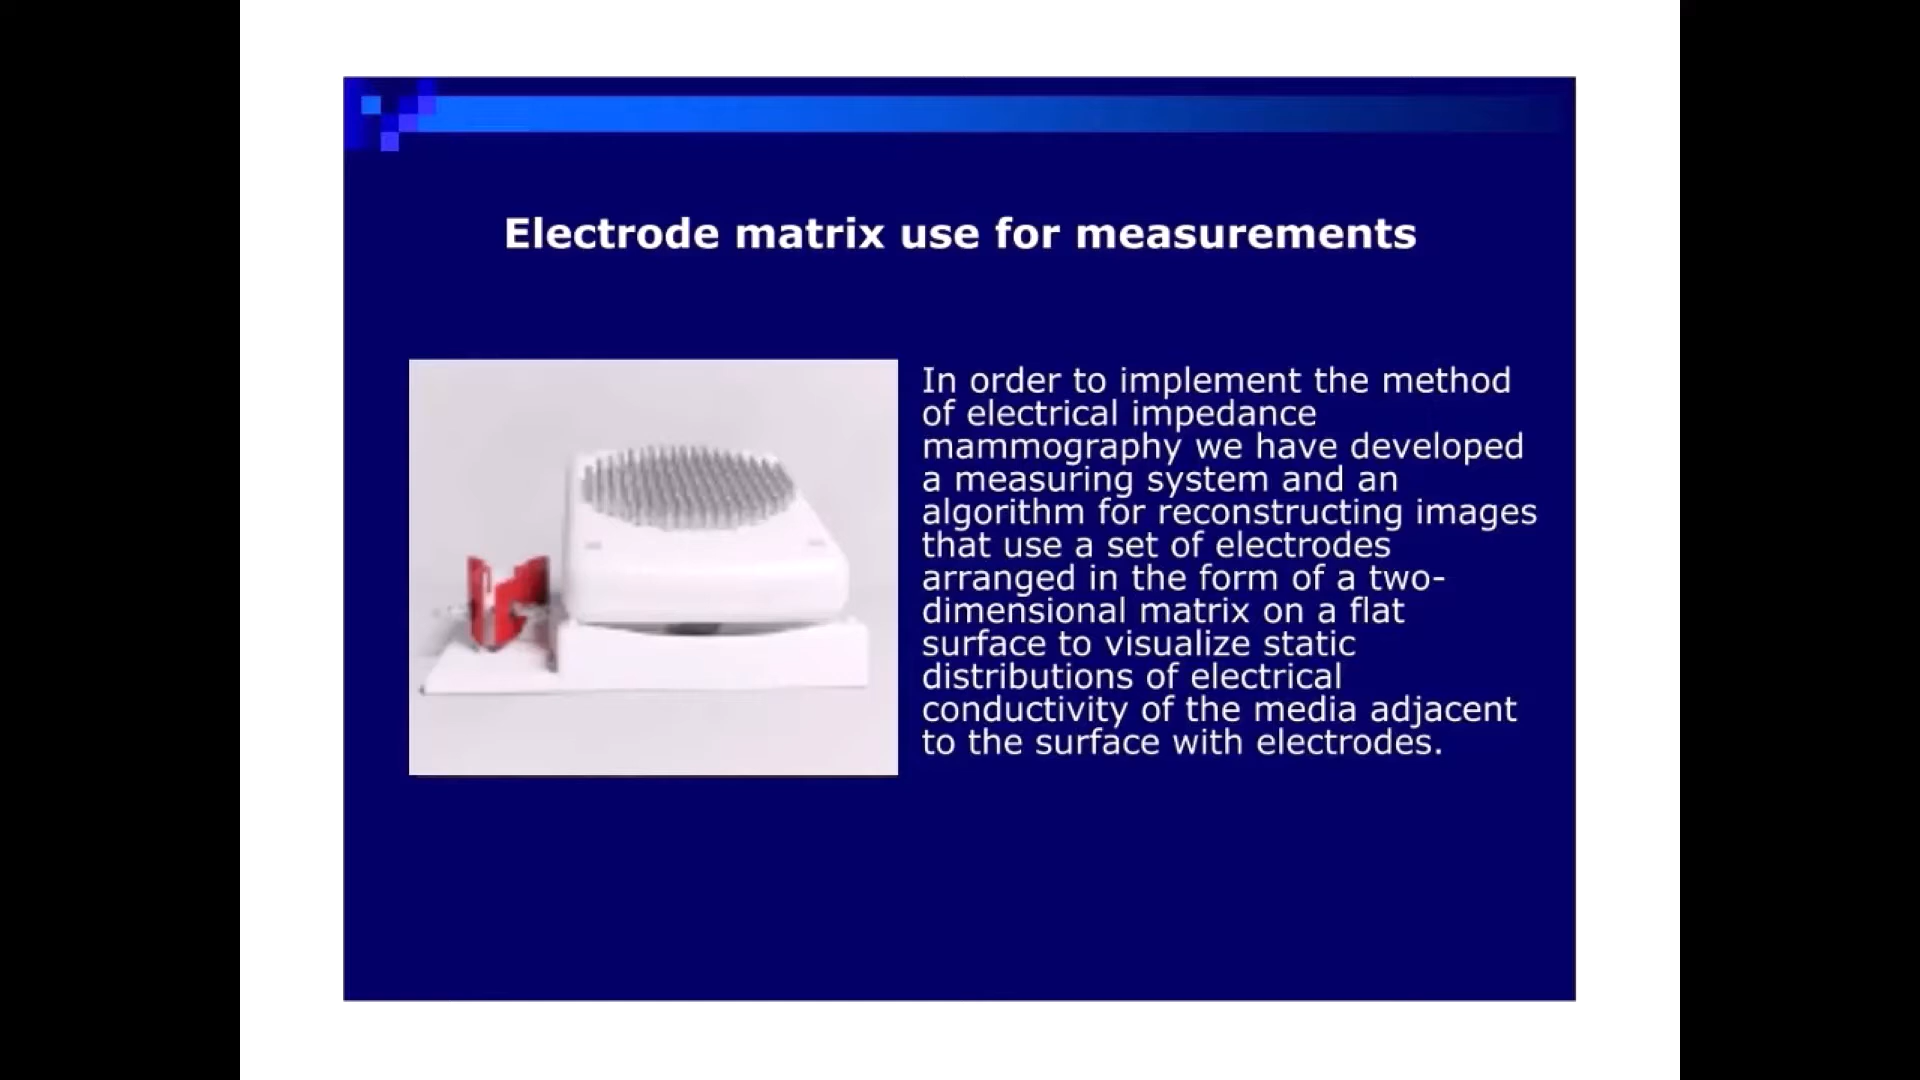 Electrode matrix use for measurements
In order to implement the method
of electrical impedance
mammography we have developed
a measuring system and an
algorithm for reconstructing images
that use a set of electrodes
arranged in the form of a two-
dimensional matrix on a flat
surface to visualize static
distributions of electrical
conductivity of the media adjacent
to the surface with electrodes.